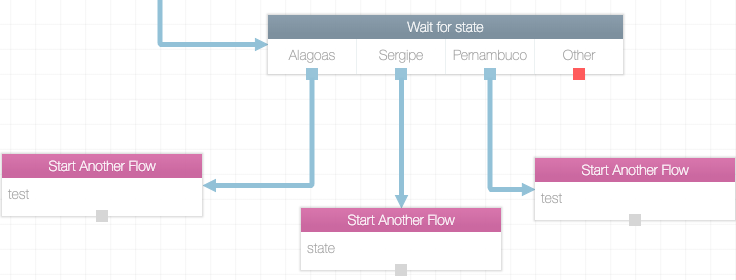 Wait for state
Alagoas Sergipe Pernambuco Other
Start Another Flow
test
Start Another Flow
state
Start Another Flow
test